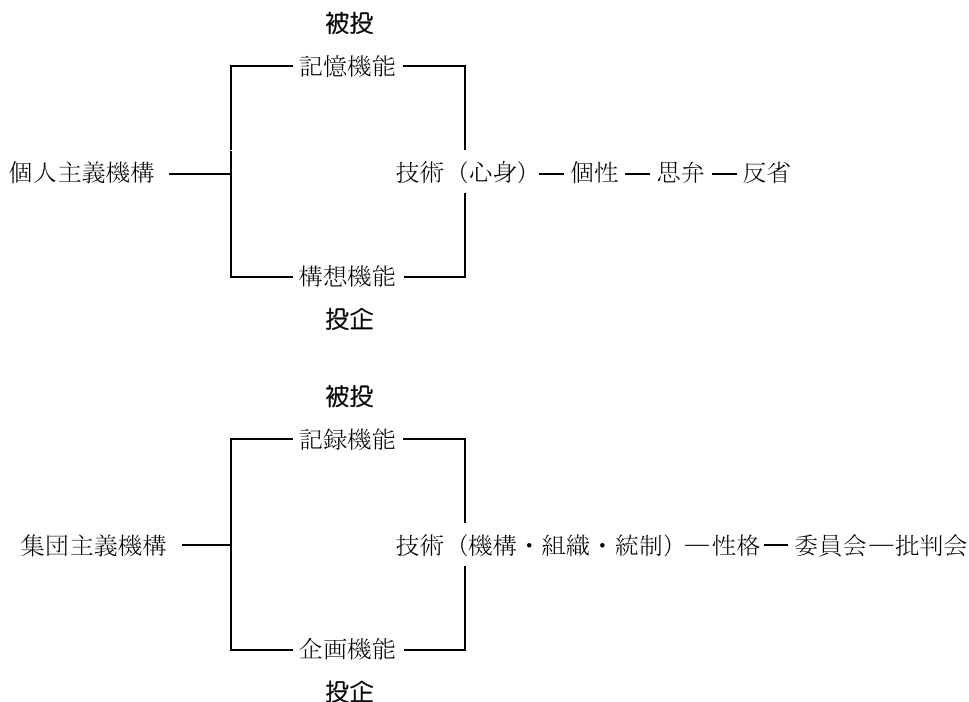 被投
記憶機能
個人主義機構
技術（心身）―個性―思弁―反省
構想機能
投企
被投
記録機能
集団主義機構
技術（機構・組織・統制）―性格―委員会―批判会
企画機能
投企